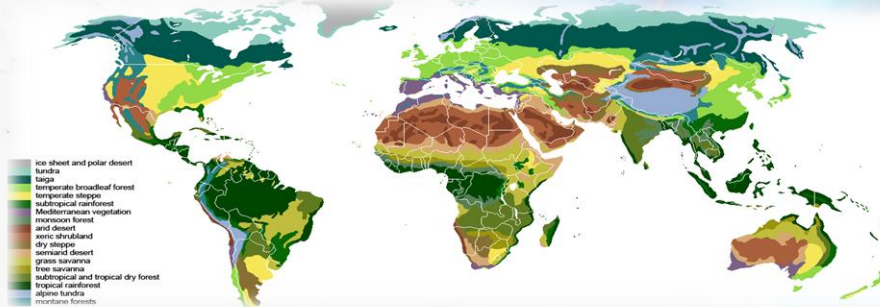 ice sheet and polar desert
tundra
taiga
temperate broadleaf forest
temperate steppe
subtropical rainforest
Mediterranean vegetation
monsoon forest
arid desert
xeric shrubland
dry steppe
semiarid desert
grass savanna
tree savanna
subtropical and tropical dry forest
tropical rainforest
alpine tundra
montane forests